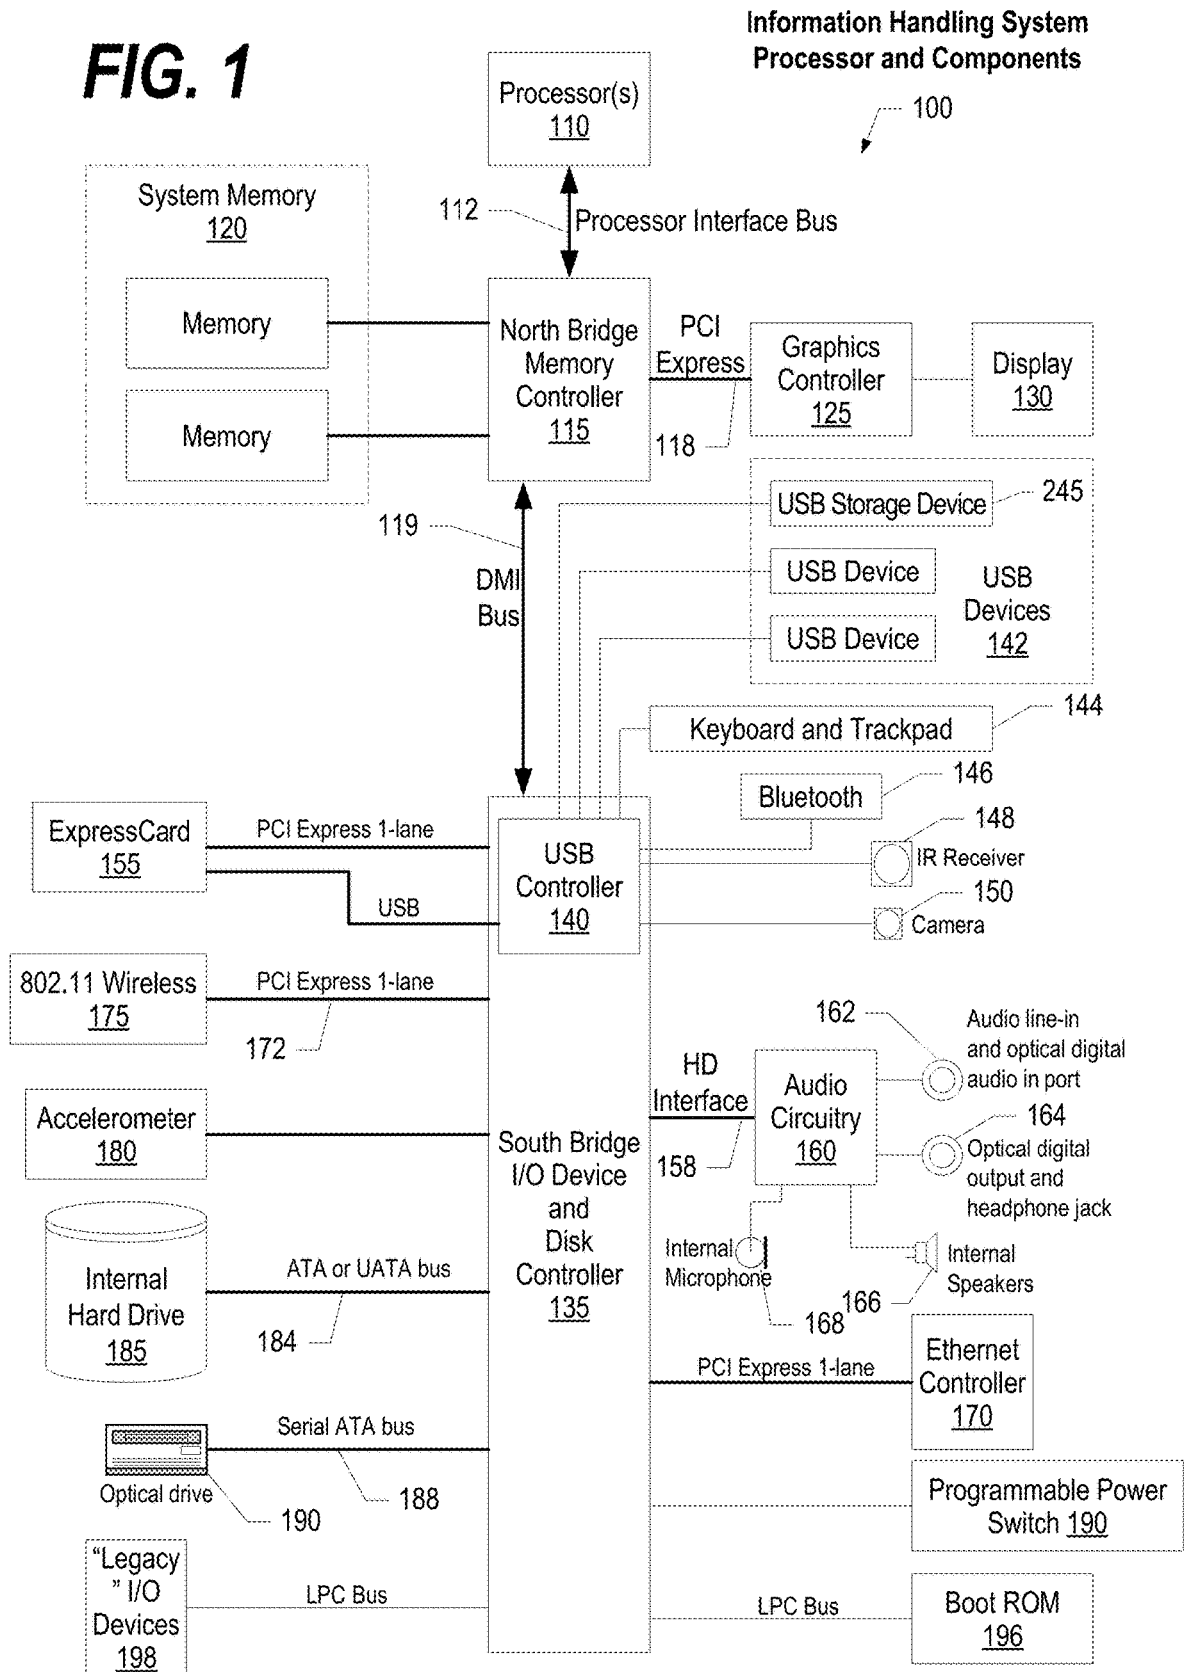 FIG. 1
Information Handling System
Processor and Components
100
Processor(s)
110
112
Processor Interface Bus
System Memory
120
Memory
Memory
North Bridge
Memory
Controller
115
PCI
Express
118
Graphics
Controller
125
Display
130
119
DMI
Bus
USB Storage Device
245
USB Device
USB Device
USB
Devices
142
Keyboard and Trackpad
144
Bluetooth
146
148
IR Receiver
150
Camera
ExpressCard
155
PCI Express 1-lane
USB
USB
Controller
140
802.11 Wireless
175
PCI Express 1-lane
172
Accelerometer
180
South Bridge
I/O Device
and
Disk
Controller
135
HD
Interface
158
Audio
Circuitry
160
162
Audio line-in
and optical digital
audio in port
164
Optical digital
output and
headphone jack
Internal
Microphone
168
Internal
Speakers
166
Internal
Hard Drive
185
ATA or UATA bus
184
PCI Express 1-lane
Ethernet
Controller
170
Serial ATA bus
188
Optical drive
190
Programmable Power
Switch 190
“Legacy
” I/O
Devices
198
LPC Bus
LPC Bus
Boot ROM
196